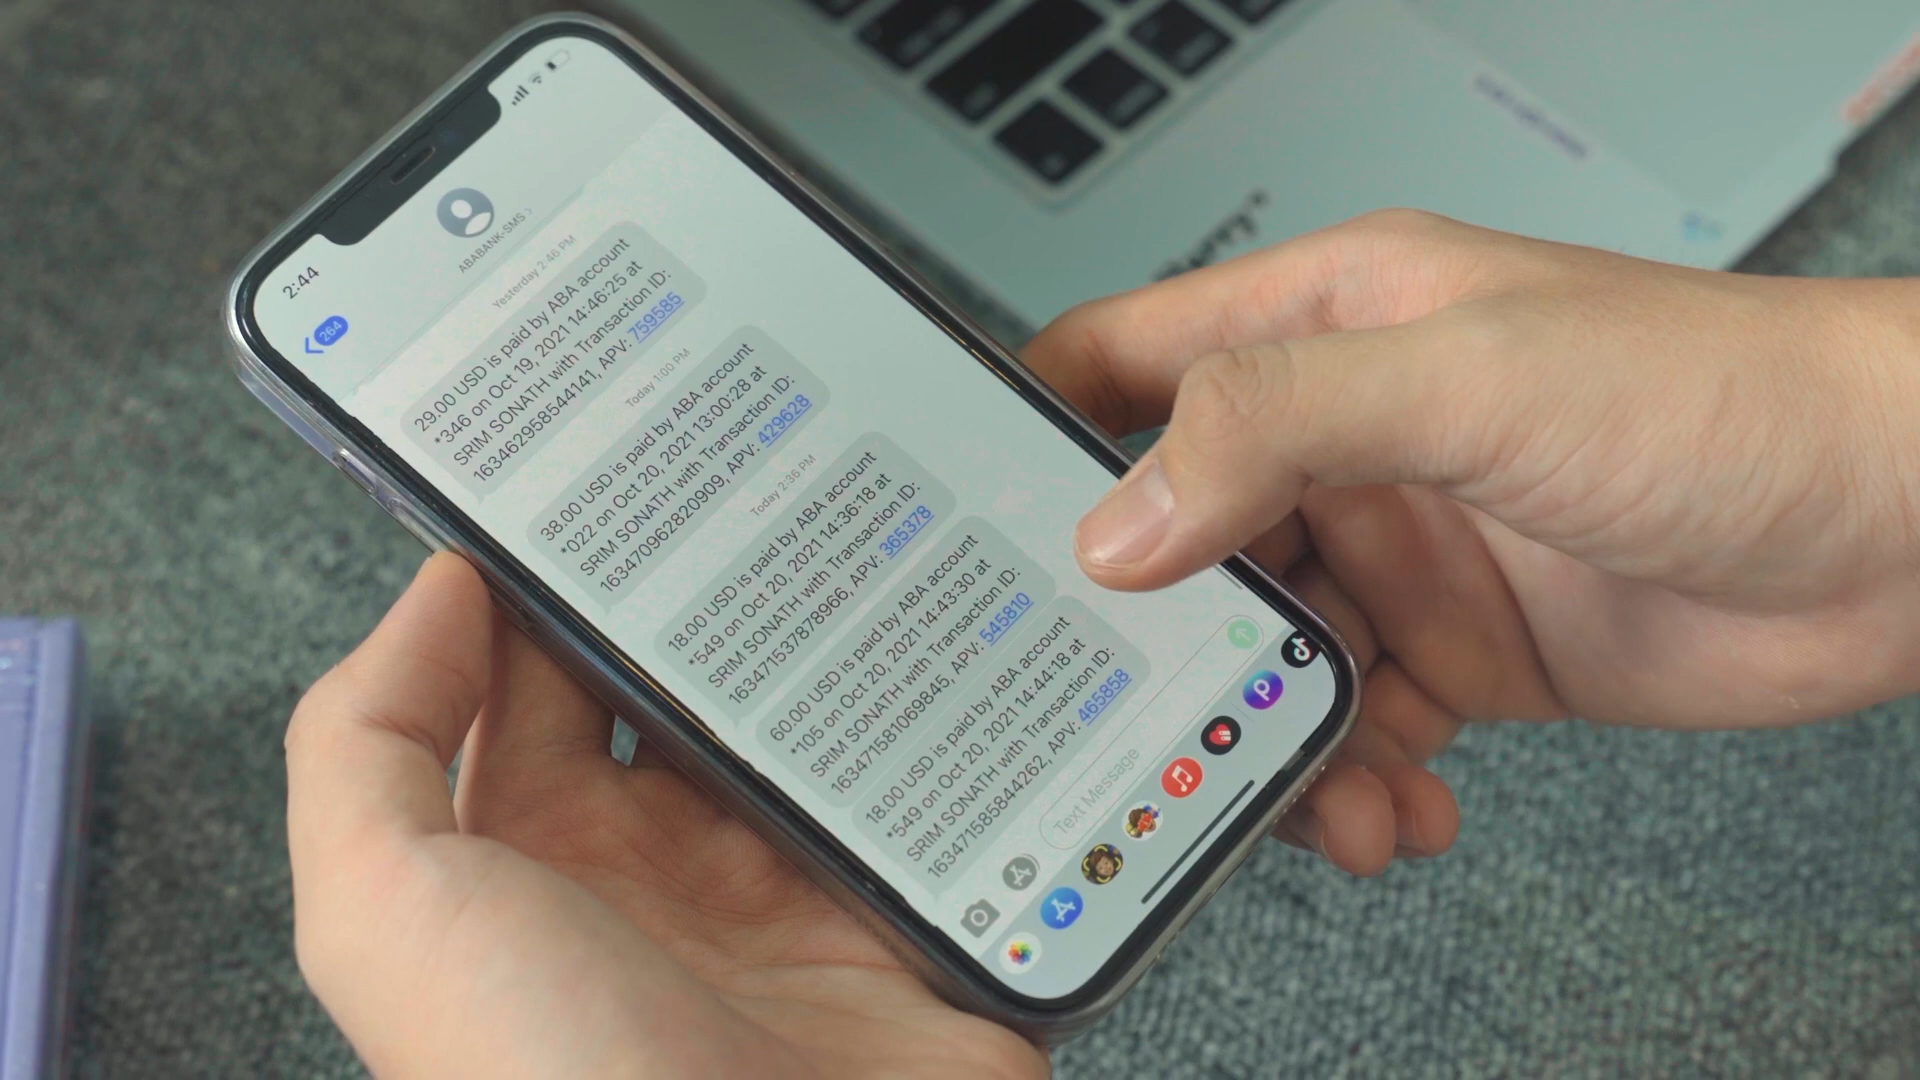 2:44
264
ABABANK-SMS
Yesterday 2:46 PM
29.00 USD is paid by ABA account
*346 on Oct 19, 2021 14:46:25 at
SRIM SONATH with Transaction ID:
163462958544141, APV: 759585
Today 1:00 PM
38.00 USD is paid by ABA account
*022 on Oct 20, 2021 13:00:28 at
SRIM SONATH with Transaction ID:
163470962820909, APV: 429628
Today 2:36 PM
18.00 USD is paid by ABA account
*549 on Oct 20, 2021 14:36:18 at
SRIM SONATH with Transaction ID:
163471537878966, APV: 365378
60.00 USD is paid by ABA account
*105 on Oct 20, 2021 14:43:30 at
SRIM SONATH with Transaction ID:
163471581069845, APV: 545810
18.00 USD is paid by ABA account
*549 on Oct 20, 2021 14:44:18 at
SRIM SONATH with Transaction ID:
163471585844262, APV: 465858
Text Message